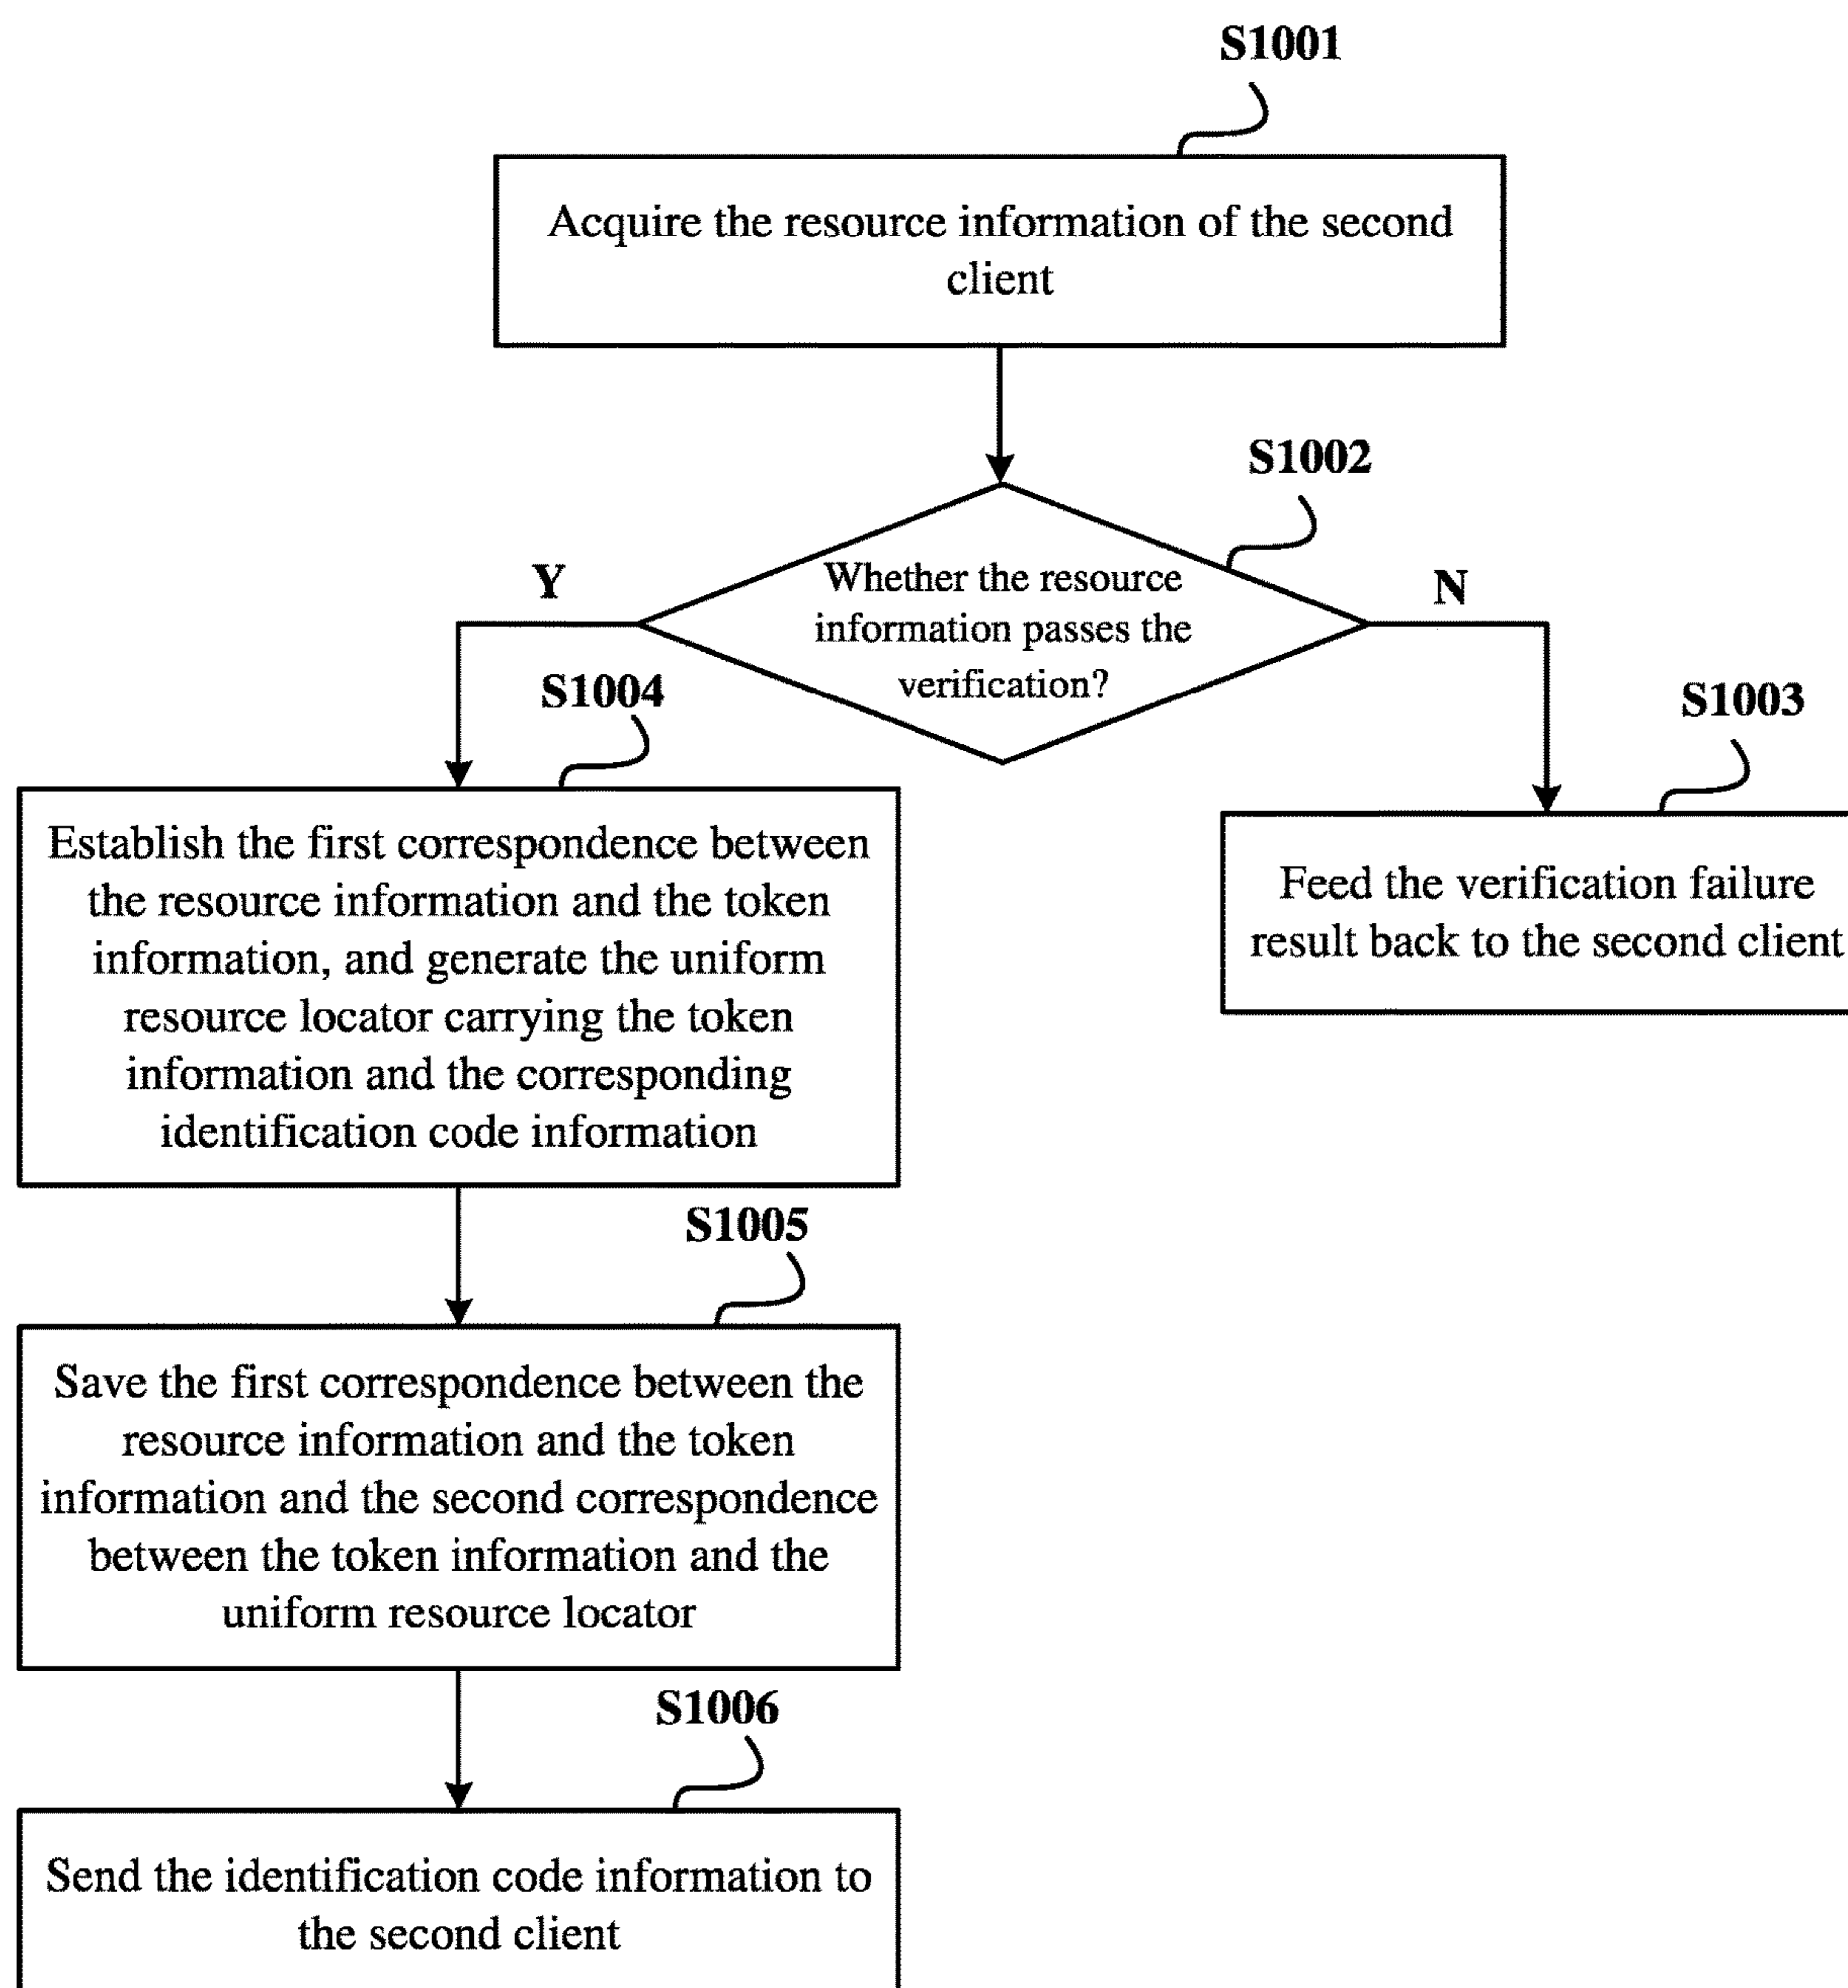 S1001
Acquire the resource information of the second
client
S1002
Whether the resource
information passes the
verification?
Y
N
S1004
S1003
Establish the first correspondence between
the resource information and the token
information, and generate the uniform
resource locator carrying the token
information and the corresponding
identification code information
Feed the verification failure
result back to the second client
S1005
Save the first correspondence between the
resource information and the token
information and the second correspondence
between the token information and the
uniform resource locator
S1006
Send the identification code information to
the second client